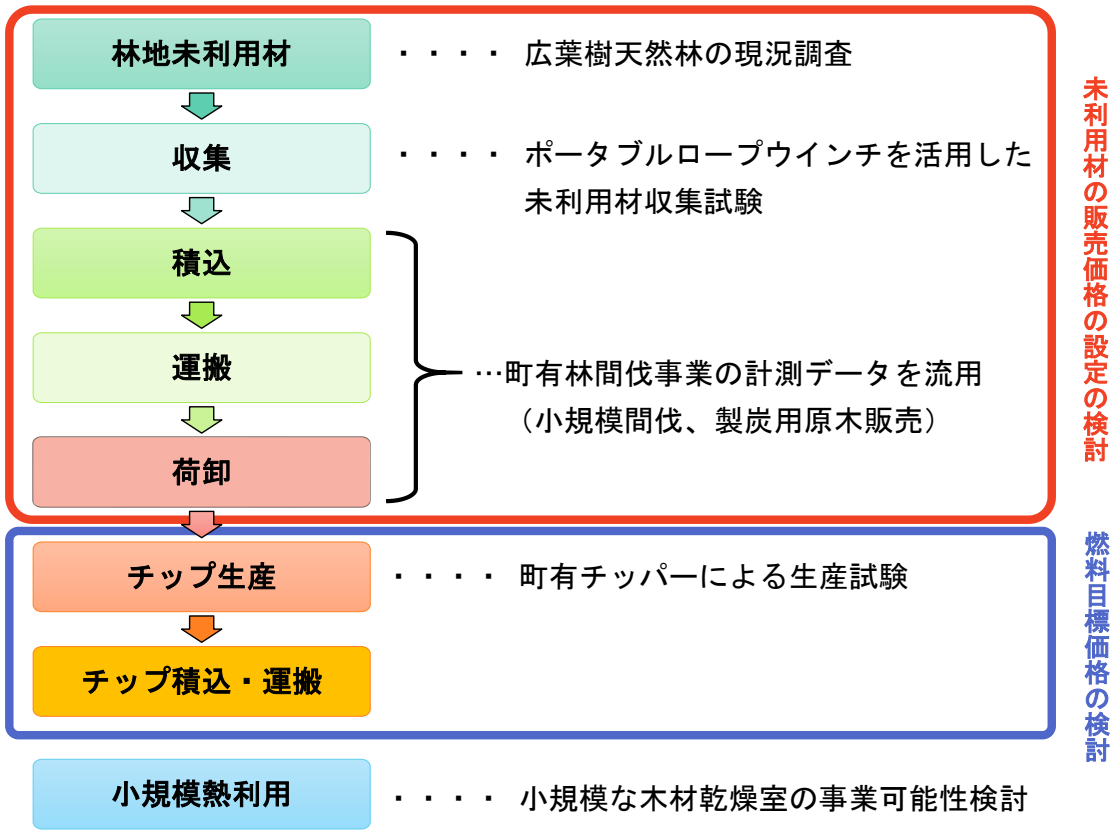 林地未利用材 ・・・・ 広葉樹天然林の現況調査
収集 ・・・・ ポータブルロープウインチを活用した
未利用材収集試験
積込
運搬
…町有林間伐事業の計測データを流用
（小規模間伐、製炭用原木販売）
荷卸
未利用材の販売価格の設定の検討
チップ生産 ・・・・ 町有チッパーによる生産試験
チップ積込・運搬
燃料目標価格の検討
小規模熱利用 ・・・・ 小規模な木材乾燥室の事業可能性検討